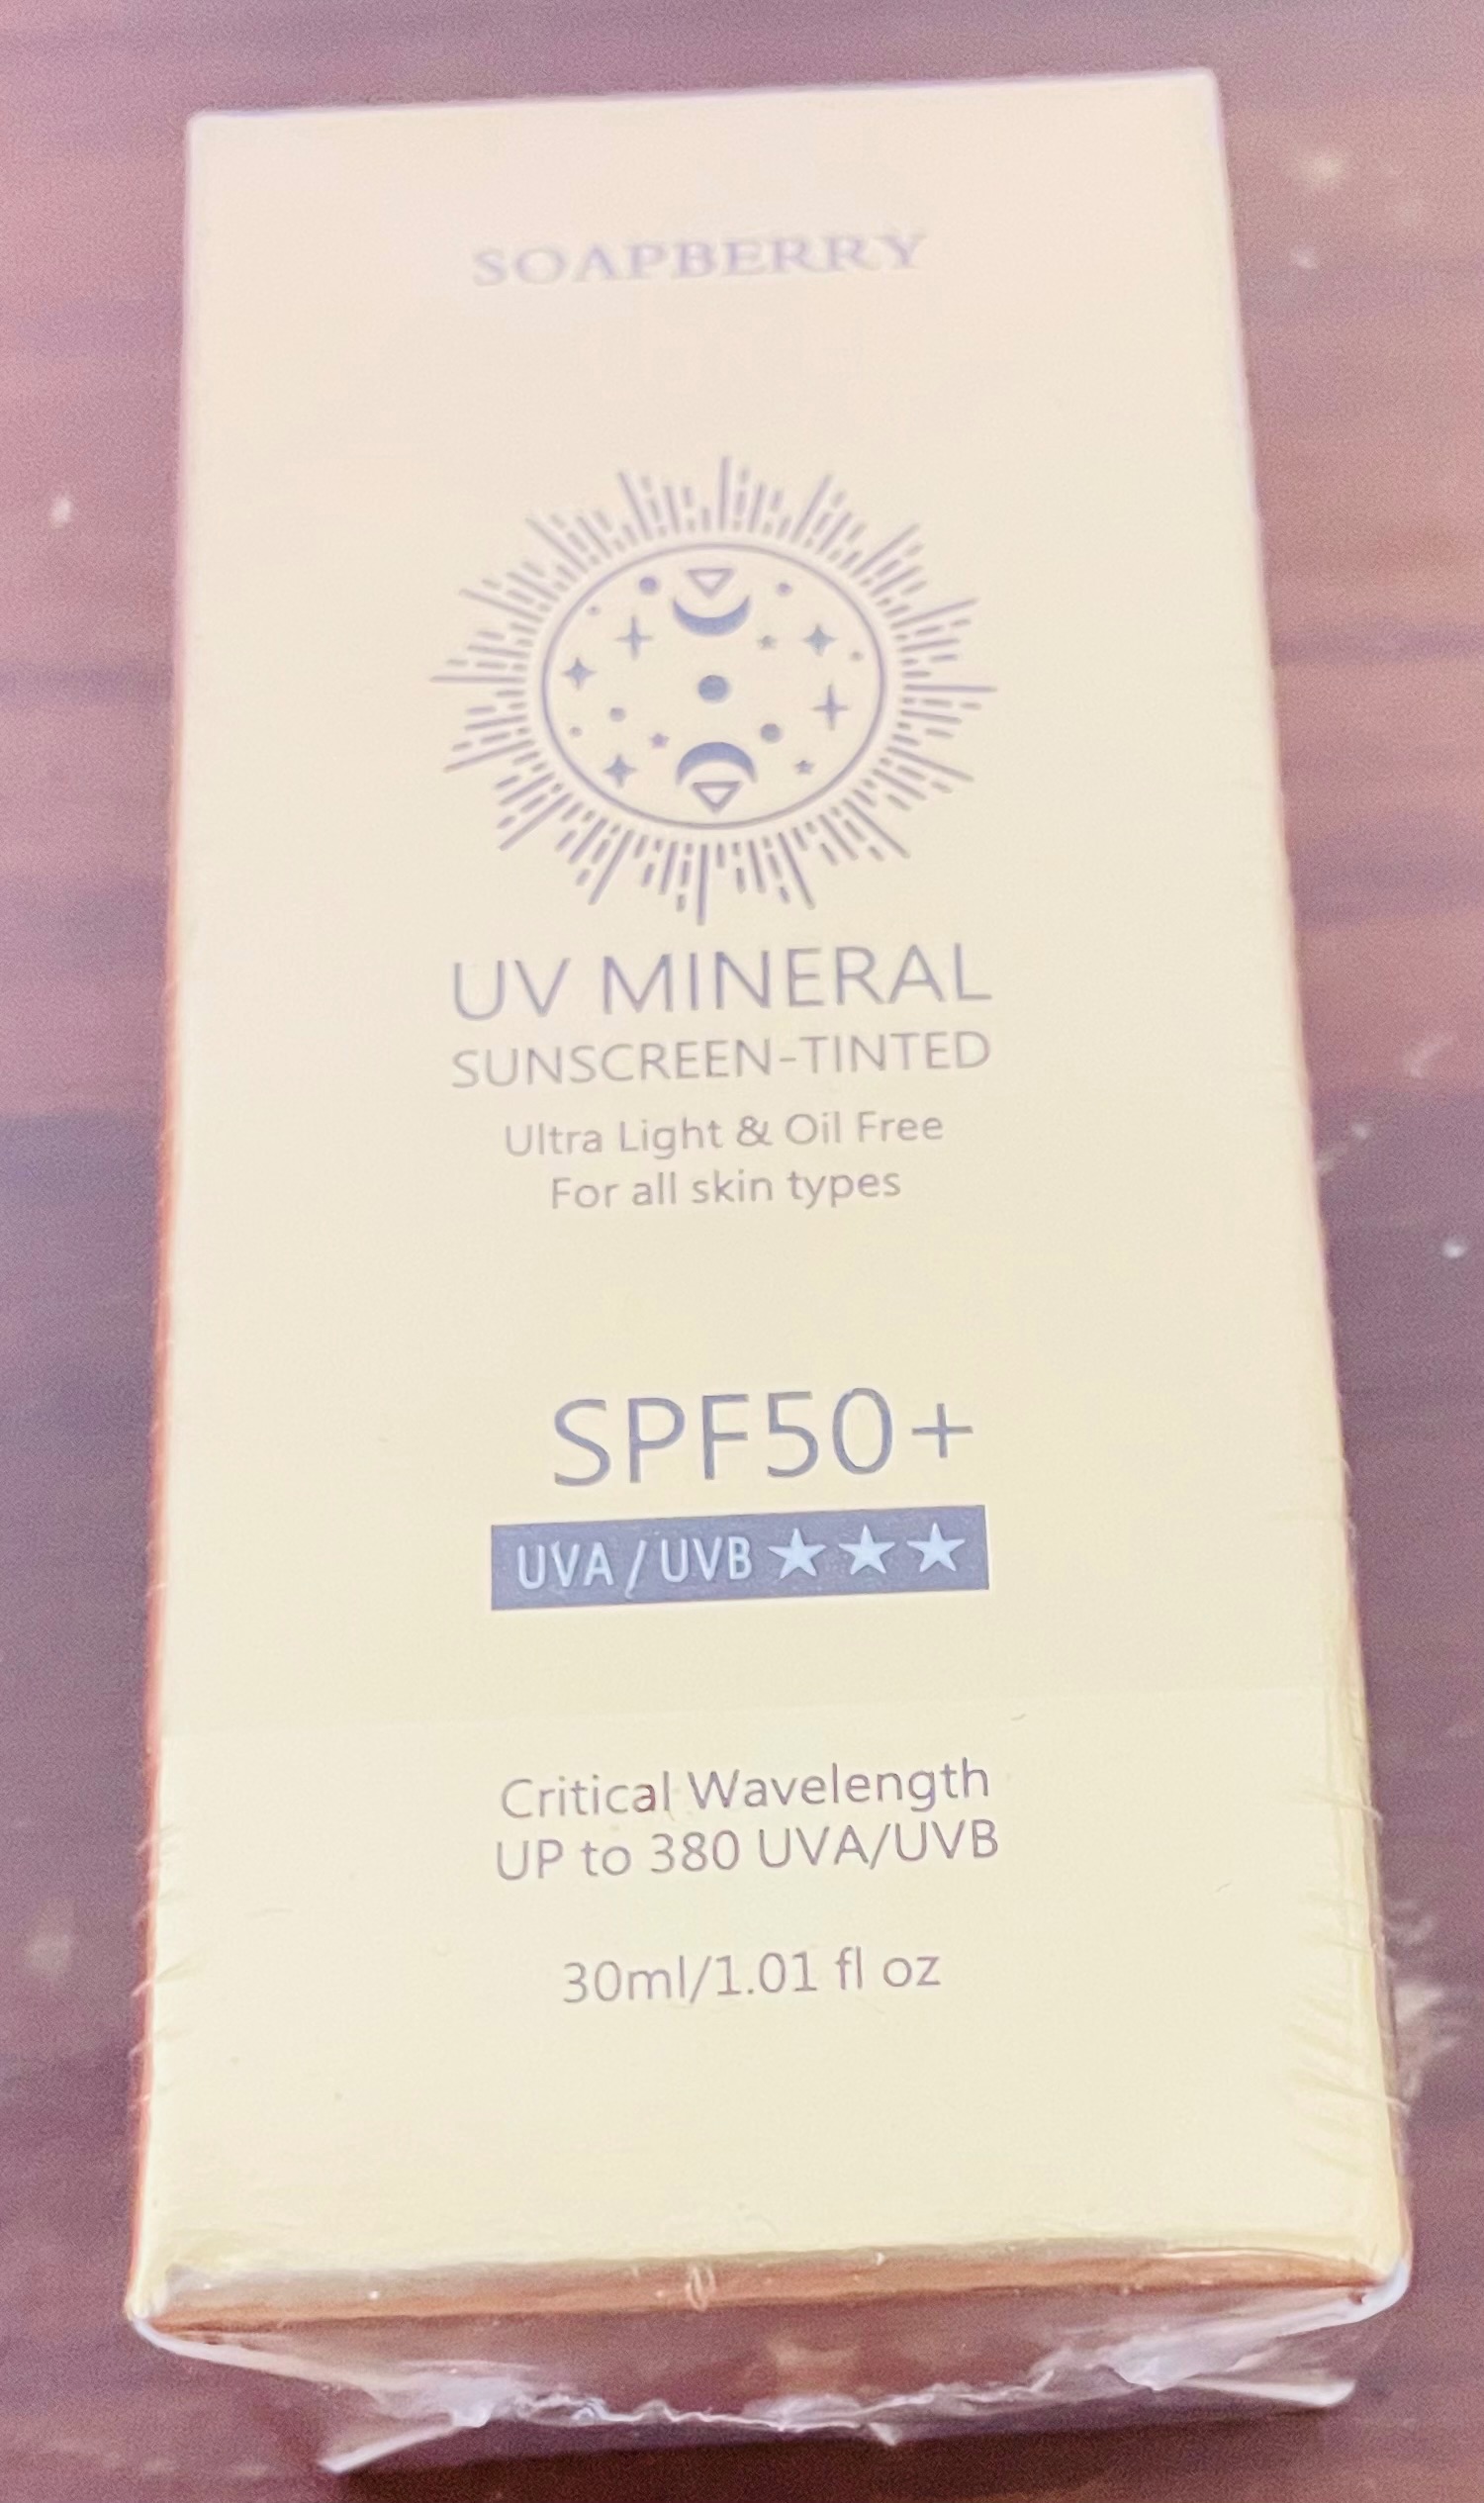 SOAPBERRY
UV MINERAL
SUNSCREEN-TINTED
Ultra Light & Oil Free
For all skin types
SPF50+
UVA/UVB ★★★
Critical Wavelength
UP to 380 UVA/UVB
30ml/1.01 fl oz